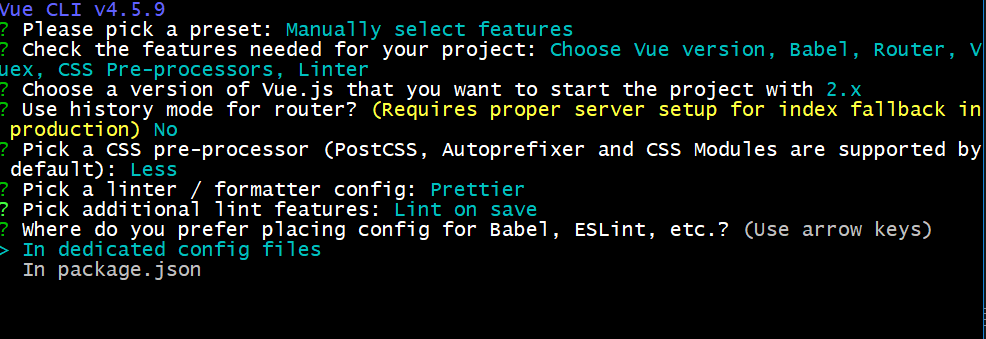 Vue CLI v4.5.9
? Please pick a preset: Manually select features
? Check the features needed for your project: Choose Vue version, Babel, Router, V
uex, CSS Pre-processors, Linter
? Choose a version of Vue.js that you want to start the project with 2.x
? Use history mode for router? (Requires proper server setup for index fallback in
 production) No
? Pick a CSS pre-processor (PostCSS, Autoprefixer and CSS Modules are supported by
 default): Less
? Pick a linter / formatter config: Prettier
? Pick additional lint features: Lint on save
? Where do you prefer placing config for Babel, ESLint, etc.? (Use arrow keys)
> In dedicated config files
  In package.json